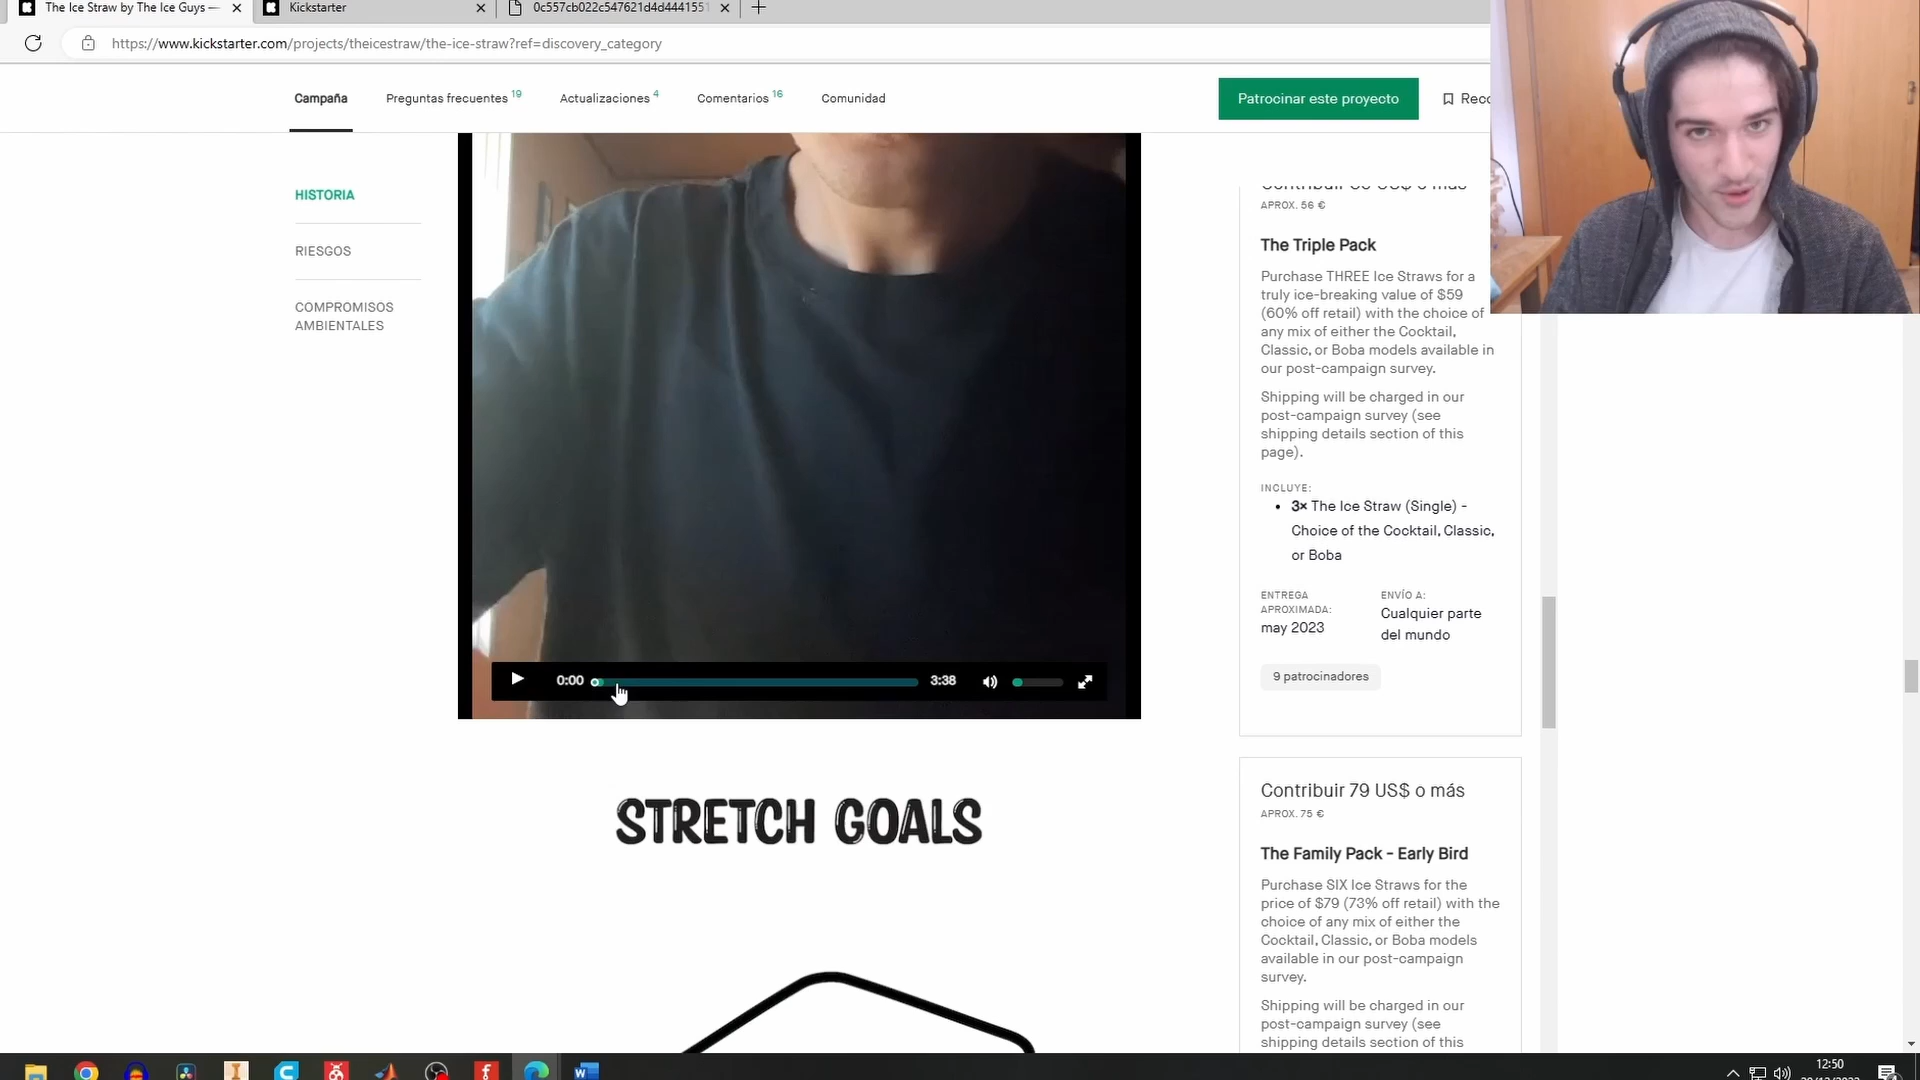 The Ice Straw by The Ice Guys —
Kickstarter
0c557cb022c547621d4d4441551
https://www.kickstarter.com/projects/theicestraw/the-ice-straw?ref=discovery_category
Campaña
Preguntas frecuentes 19
Actualizaciones 4
Comentarios 16
Comunidad
Patrocinar este proyecto
Reco
HISTORIA
RIESGOS
COMPROMISOS
AMBIENTALES
0:00
3:38
STRETCH GOALS
APROX. 56 €
The Triple Pack
Purchase THREE Ice Straws for a
truly ice-breaking value of $59
(60% off retail) with the choice of
any mix of either the Cocktail,
Classic, or Boba models available in
our post-campaign survey.
Shipping will be charged in our
post-campaign survey (see
shipping details section of this
page).
INCLUYE:
• 3× The Ice Straw (Single) -
Choice of the Cocktail, Classic,
or Boba
ENTREGA
APROXIMADA:
may 2023
ENVÍO A:
Cualquier parte
del mundo
9 patrocinadores
Contribuir 79 US$ o más
APROX. 75 €
The Family Pack - Early Bird
Purchase SIX Ice Straws for the
price of $79 (73% off retail) with the
choice of any mix of either the
Cocktail, Classic, or Boba models
available in our post-campaign
survey.
Shipping will be charged in our
post-campaign survey (see
shipping details section of this
12:50